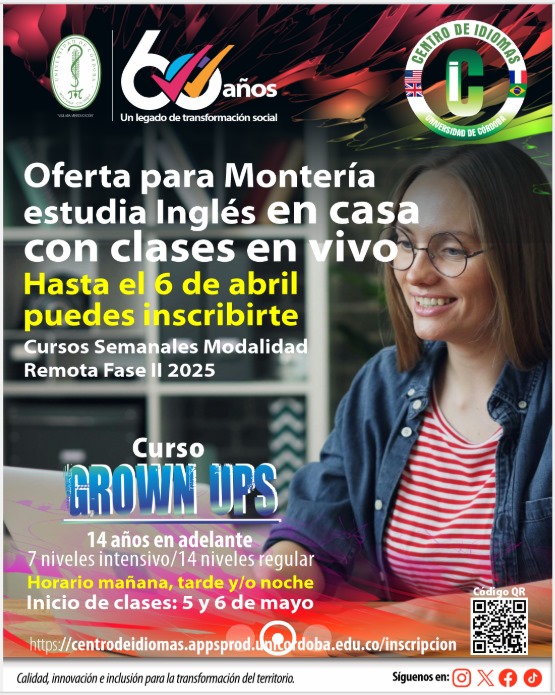 60 años
Un legado de transformación social
CENTRO DE IDIOMAS
UNIVERSIDAD DE CÓRDOBA
Oferta para Montería
estudia Inglés en casa
con clases en vivo
Hasta el 6 de abril
puedes inscribirte
Cursos Semanales Modalidad
Remota Fase II 2025
Curso
GROWN UPS
14 años en adelante
7 niveles intensivo/14 niveles regular
Horario mañana, tarde y/o noche
Inicio de clases: 5 y 6 de mayo
Código QR
https://centrodeidiomas.appsprod.unicordoba.edu.co/inscripcion
Calidad, innovación e inclusión para la transformación del territorio.
Síguenos en: